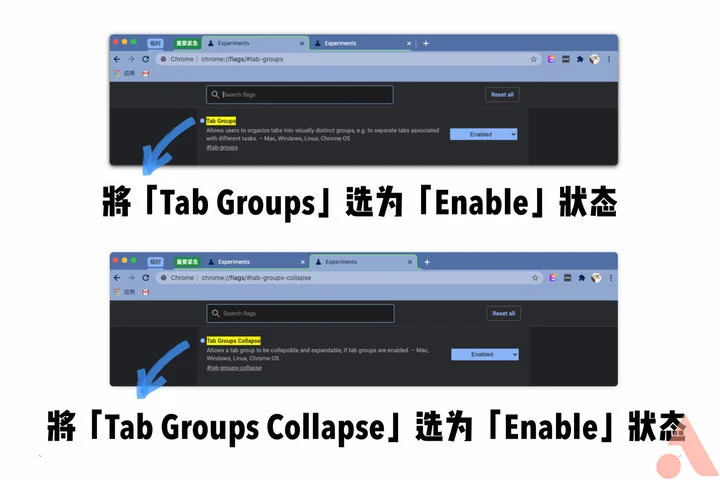 临时 重要紧急 Experiments Experiments
Chrome chrome://flags/#tab-groups
应用
Search flags Reset all
Tab Groups
Allows users to organize tabs into visually distinct groups, e.g. to separate tabs associated
with different tasks. – Mac, Windows, Linux, Chrome OS
Enabled
#tab-groups
將「Tab Groups」选为「Enable」狀态
临时 重要紧急 Experiments Experiments
Chrome chrome://flags/#tab-groups-collapse
应用
Search flags Reset all
Tab Groups Collapse
Allows a tab group to be collapsible and expandable, if tab groups are enabled. – Mac,
Windows, Linux, Chrome OS
Enabled
#tab-groups-collapse
將「Tab Groups Collapse」选为「Enable」狀态